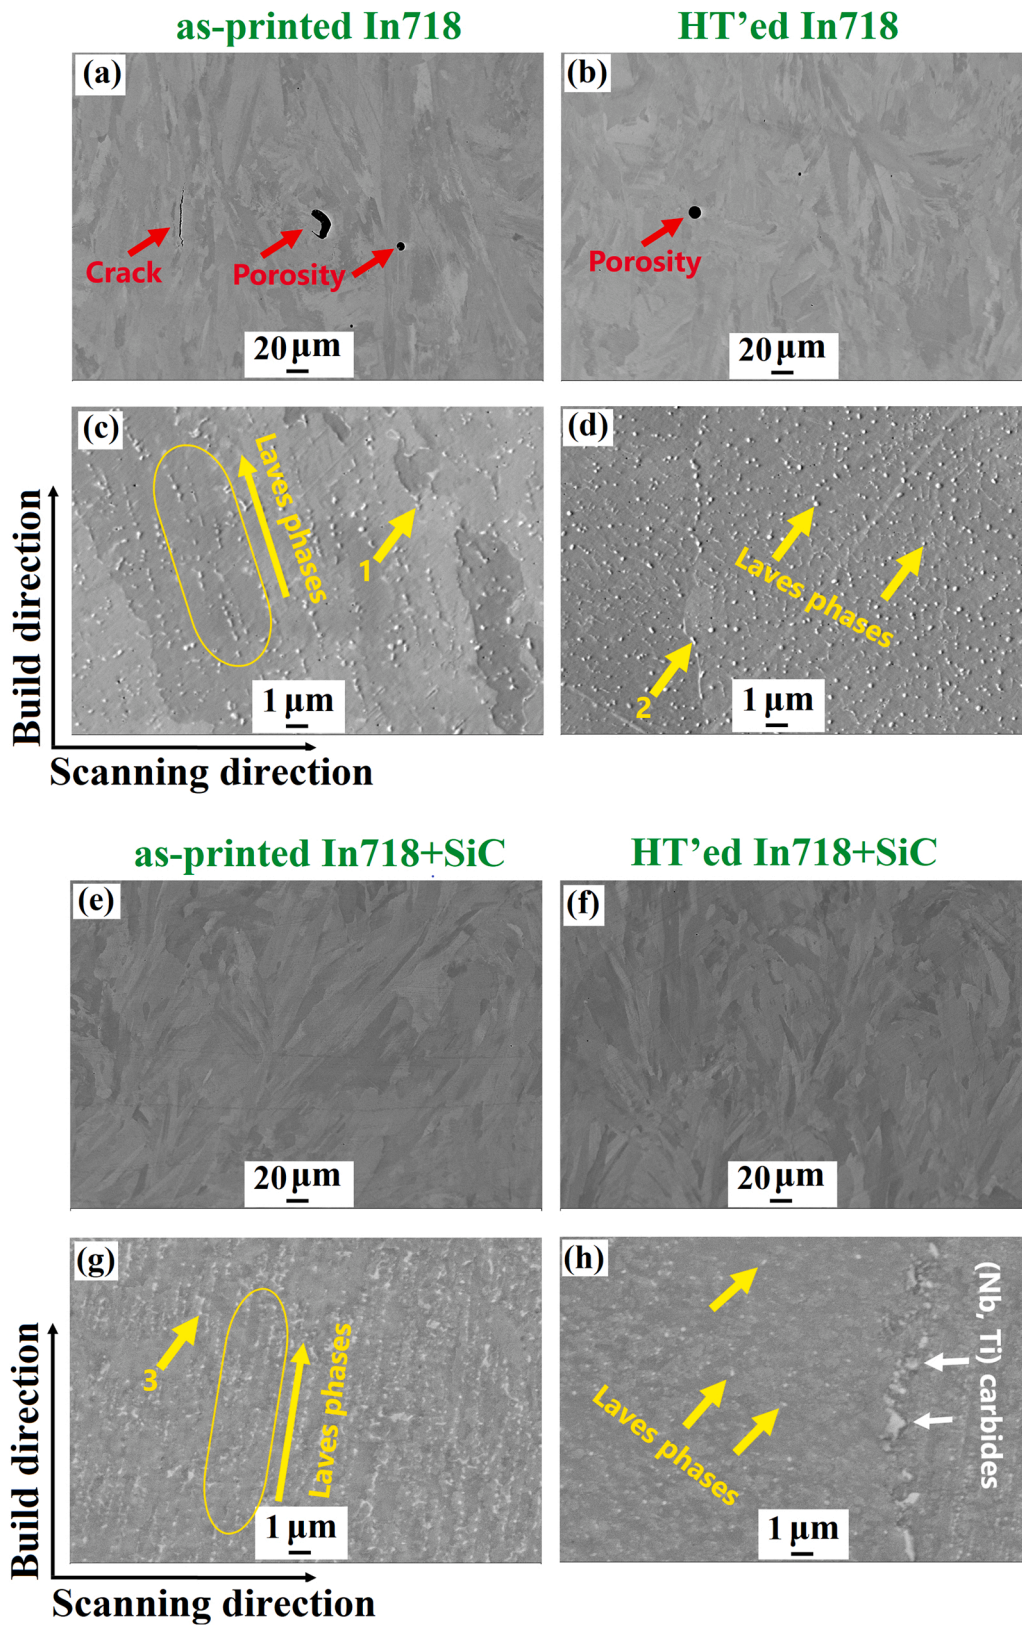 as-printed In718
HT’ed In718
(a)
Crack
Porosity
20 μm
(b)
Porosity
20 μm
(c)
Laves phases
1
1 μm
(d)
Laves phases
2
1 μm
Build direction
Scanning direction
as-printed In718+SiC
HT’ed In718+SiC
(e)
20 μm
(f)
20 μm
(g)
3
Laves phases
1 μm
(h)
Laves phases
(Nb, Ti) carbides
1 μm
Build direction
Scanning direction